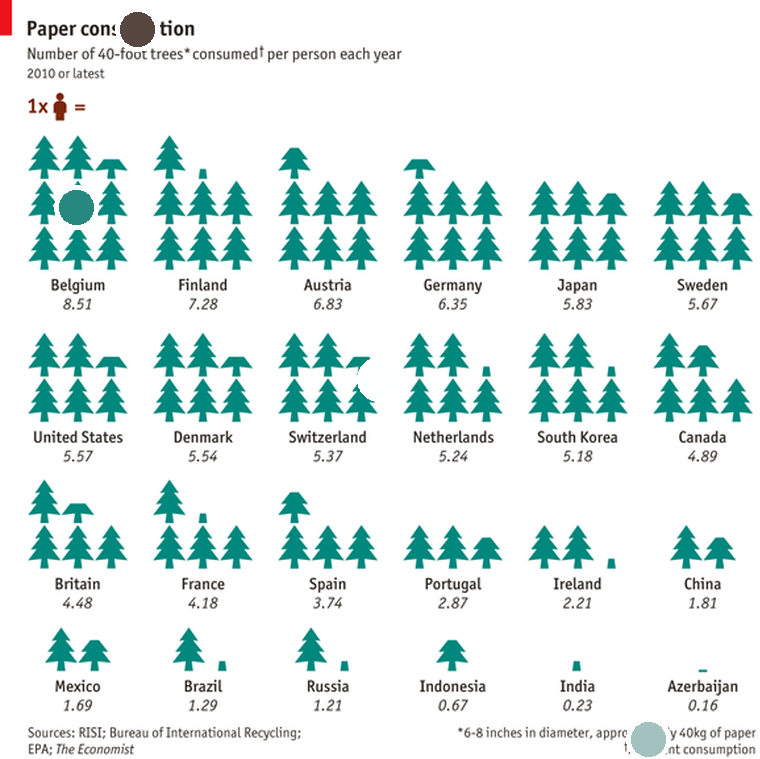 Paper cons tion
Number of 40-foot trees* consumed† per person each year
2010 or latest
1x =
Belgium Finland Austria Germany Japan Sweden
8.51 7.28 6.83 6.35 5.83 5.67
United States Denmark Switzerland Netherlands South Korea Canada
5.57 5.54 5.37 5.24 5.18 4.89
Britain France Spain Portugal Ireland China
4.48 4.18 3.74 2.87 2.21 1.81
Mexico Brazil Russia Indonesia India Azerbaijan
1.69 1.29 1.21 0.67 0.23 0.16
Sources: RISI; Bureau of International Recycling;
EPA; The Economist
*6-8 inches in diameter, 40kg of paper
consumption